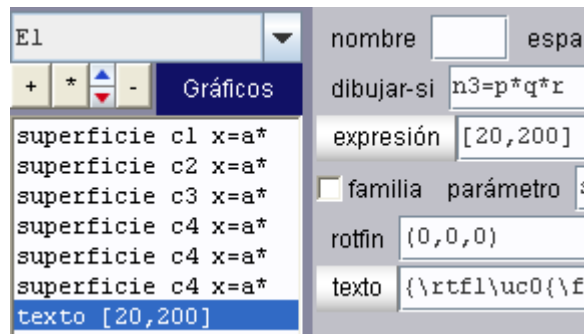 E1
+ * - Gráficos
superficie c1 x=a*
superficie c2 x=a*
superficie c3 x=a*
superficie c4 x=a*
superficie c4 x=a*
superficie c4 x=a*
texto [20,200]
nombre espa
dibujar-si n3=p*q*r
expresión [20,200]
familia parámetro s
rotfin (0,0,0)
texto {\rtf1\uc0{\f